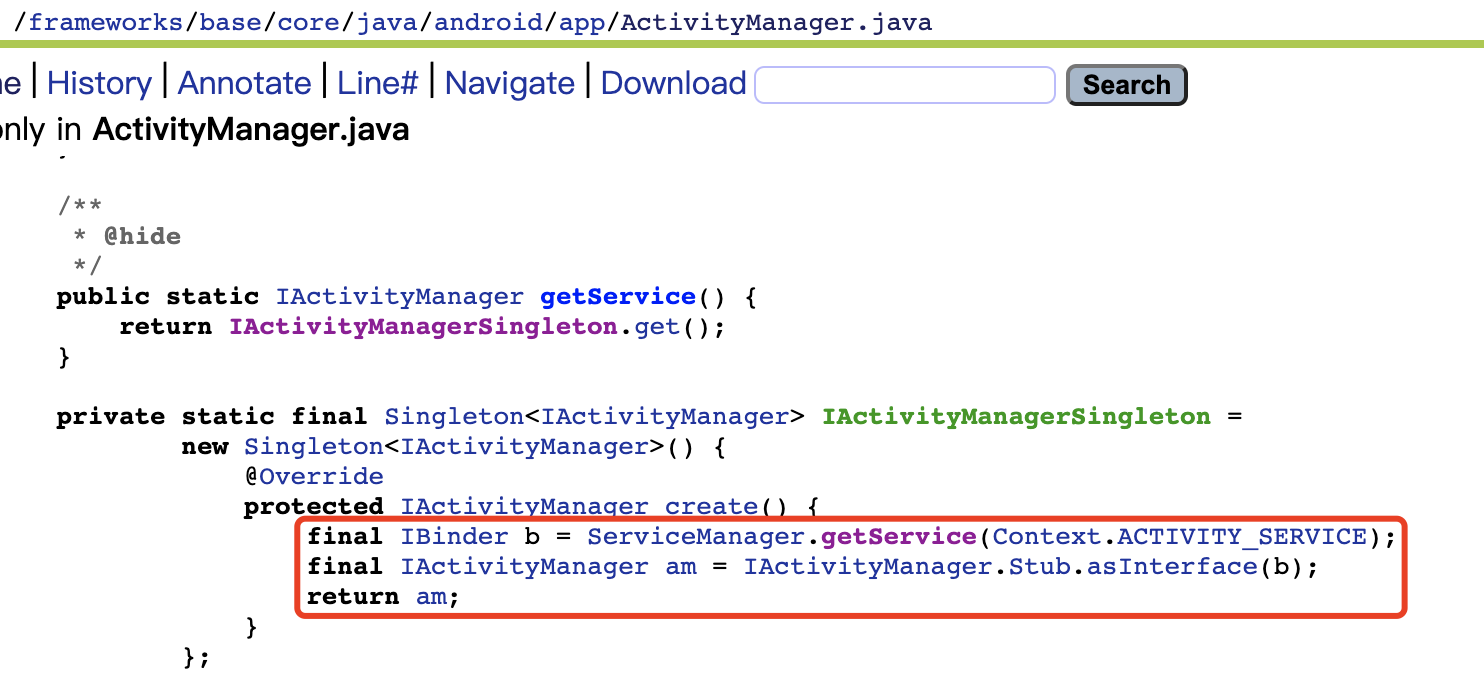 /frameworks/base/core/java/android/app/ActivityManager.java
e | History | Annotate | Line# | Navigate | Download Search
only in ActivityManager.java
/**
 * @hide
 */
public static IActivityManager getService() {
    return IActivityManagerSingleton.get();
}
private static final Singleton<IActivityManager> IActivityManagerSingleton =
        new Singleton<IActivityManager>() {
            @Override
            protected IActivityManager create() {
                final IBinder b = ServiceManager.getService(Context.ACTIVITY_SERVICE);
                final IActivityManager am = IActivityManager.Stub.asInterface(b);
                return am;
            }
        };